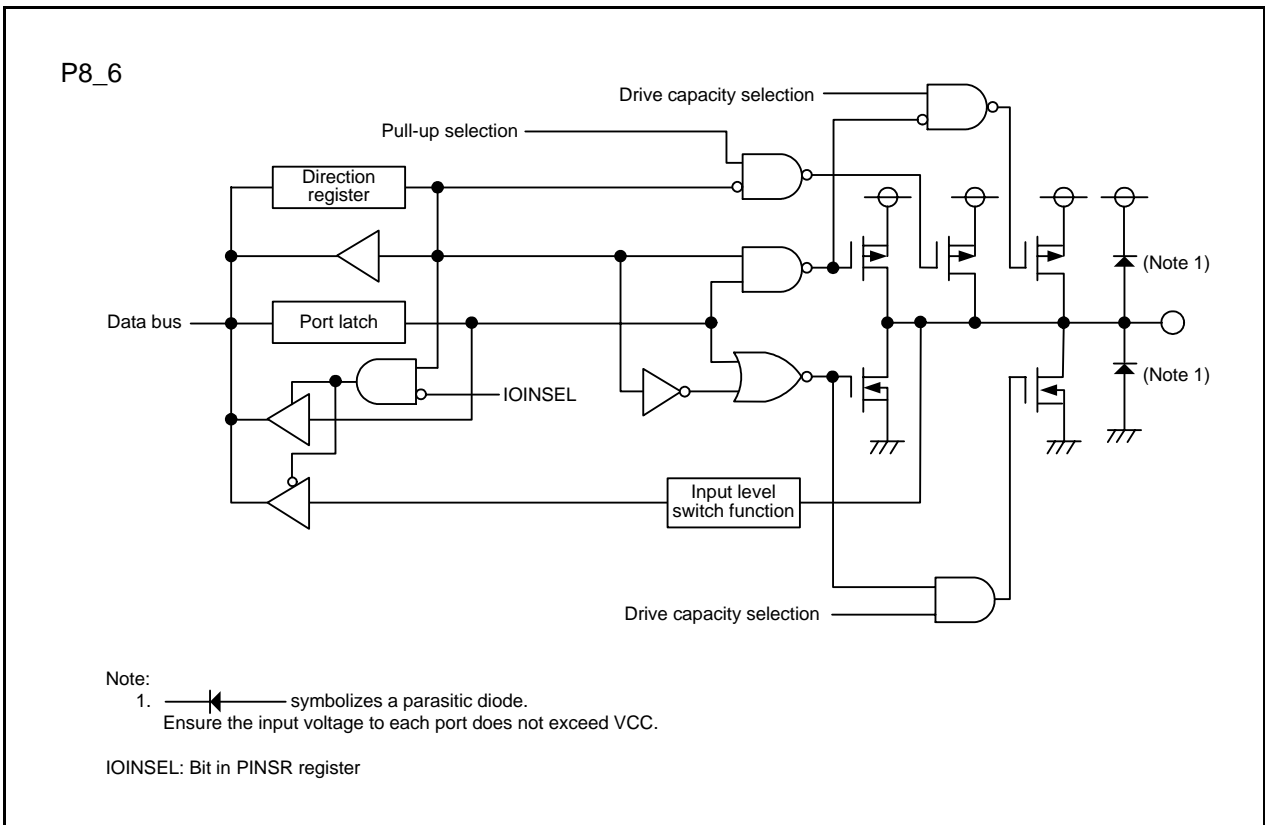 P8_6
Drive capacity selection
Pull-up selection
Direction
register
(Note 1)
Data bus
Port latch
(Note 1)
IOINSEL
Input level
switch function
Drive capacity selection
Note:
1. symbolizes a parasitic diode.
Ensure the input voltage to each port does not exceed VCC.
IOINSEL: Bit in PINSR register